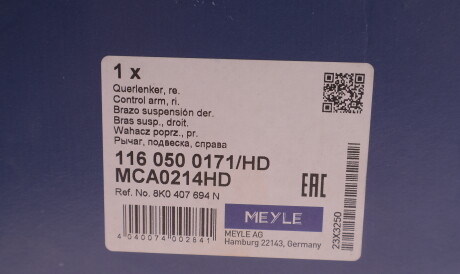 1 x
Querlenker, re.
Control arm, ri.
Brazo suspensión der.
Bras susp., droit.
Wahacz poprz., pr.
Рычаг, подвеска, справа
116 050 0171/HD
MCA0214HD
Ref. No. 8K0 407 694 N
EAC
MEYLE
MEYLE AG
Hamburg 22143, Germany
4 040074 002841
23X3250